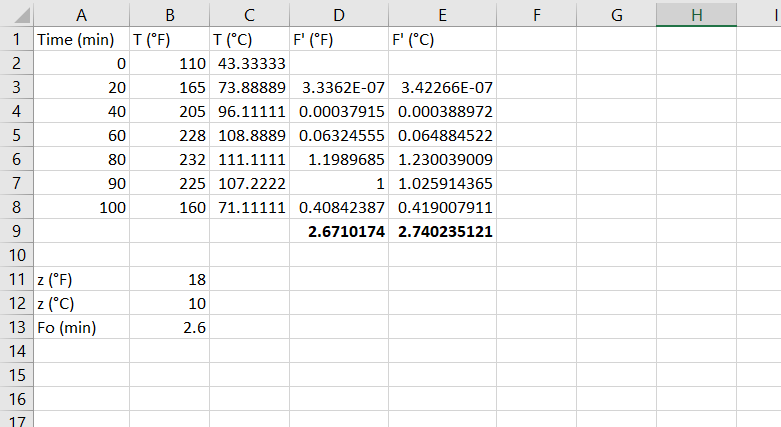 A B C D E F G H I
1 Time (min) T (°F) T (°C) F' (°F) F' (°C)
2 0 110 43.33333
3 20 165 73.88889 3.3362E-07 3.42266E-07
4 40 205 96.11111 0.00037915 0.000388972
5 60 228 108.8889 0.06324555 0.064884522
6 80 232 111.1111 1.1989685 1.230039009
7 90 225 107.2222 1 1.025914365
8 100 160 71.11111 0.40842387 0.419007911
9 2.6710174 2.740235121
10
11 z (°F) 18
12 z (°C) 10
13 Fo (min) 2.6
14
15
16
17